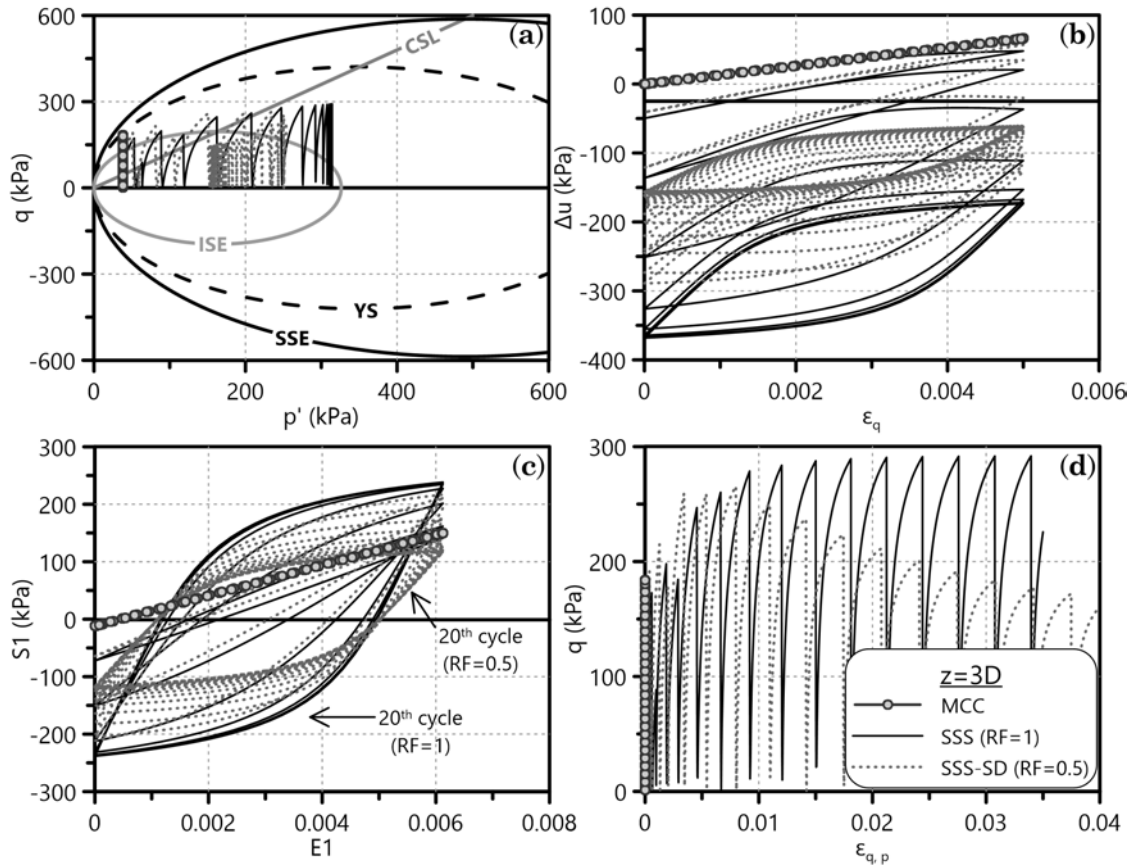 600
300
0
-300
-600
q (kPa)
(a)
CSL
ISE
YS
SSE
0
200
400
600
p' (kPa)
100
0
-100
-200
-300
-400
Δu (kPa)
(b)
0
0.002
0.004
0.006
ε_q
300
200
100
0
-100
-200
-300
S1 (kPa)
(c)
20th cycle
(RF=0.5)
20th cycle
(RF=1)
0
0.002
0.004
0.006
0.008
E1
300
200
100
0
q (kPa)
(d)
z=3D
MCC
SSS (RF=1)
SSS-SD (RF=0.5)
0
0.01
0.02
0.03
0.04
ε_q, p